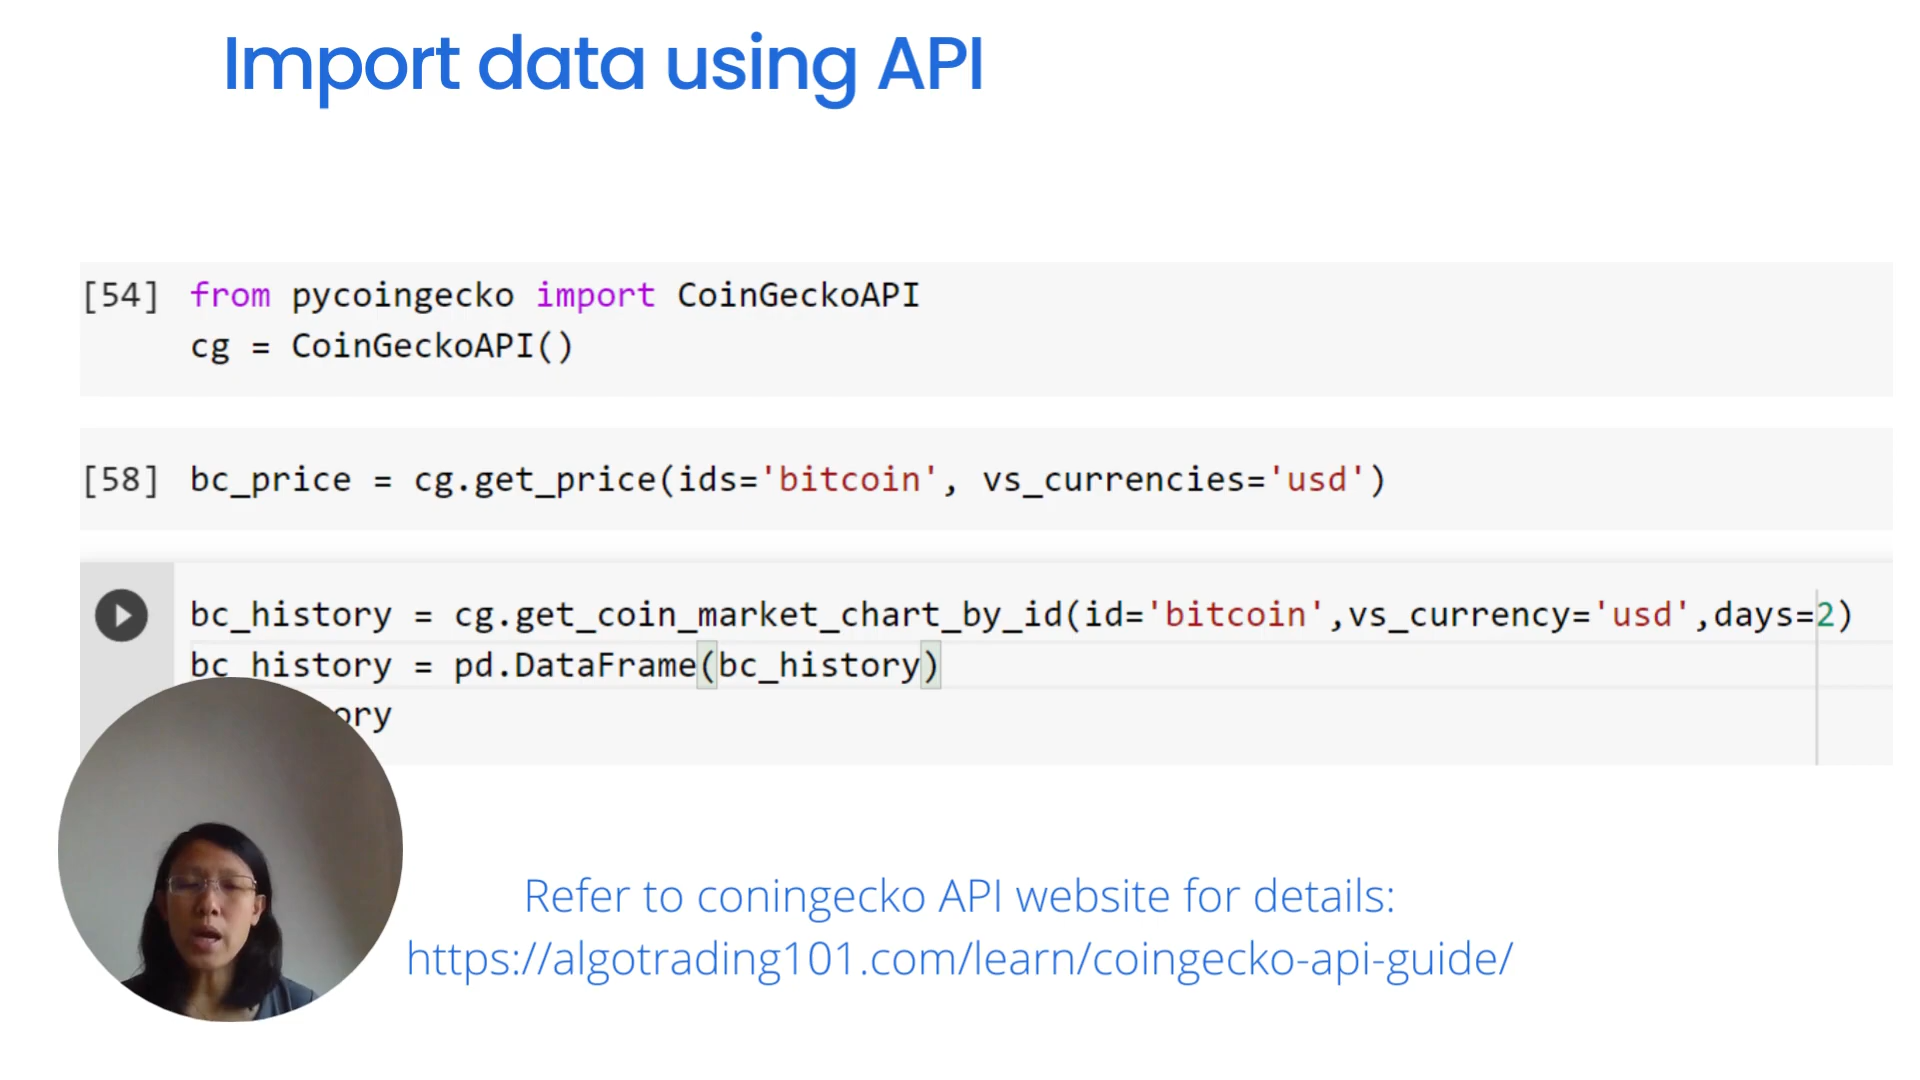 Import data using API
[54] from pycoingecko import CoinGeckoAPI
cg = CoinGeckoAPI()
[58] bc_price = cg.get_price(ids='bitcoin', vs_currencies='usd')
bc_history = cg.get_coin_market_chart_by_id(id='bitcoin',vs_currency='usd',days=2)
bc_history = pd.DataFrame(bc_history)
ory
Refer to coningecko API website for details:
https://algotrading101.com/learn/coingecko-api-guide/